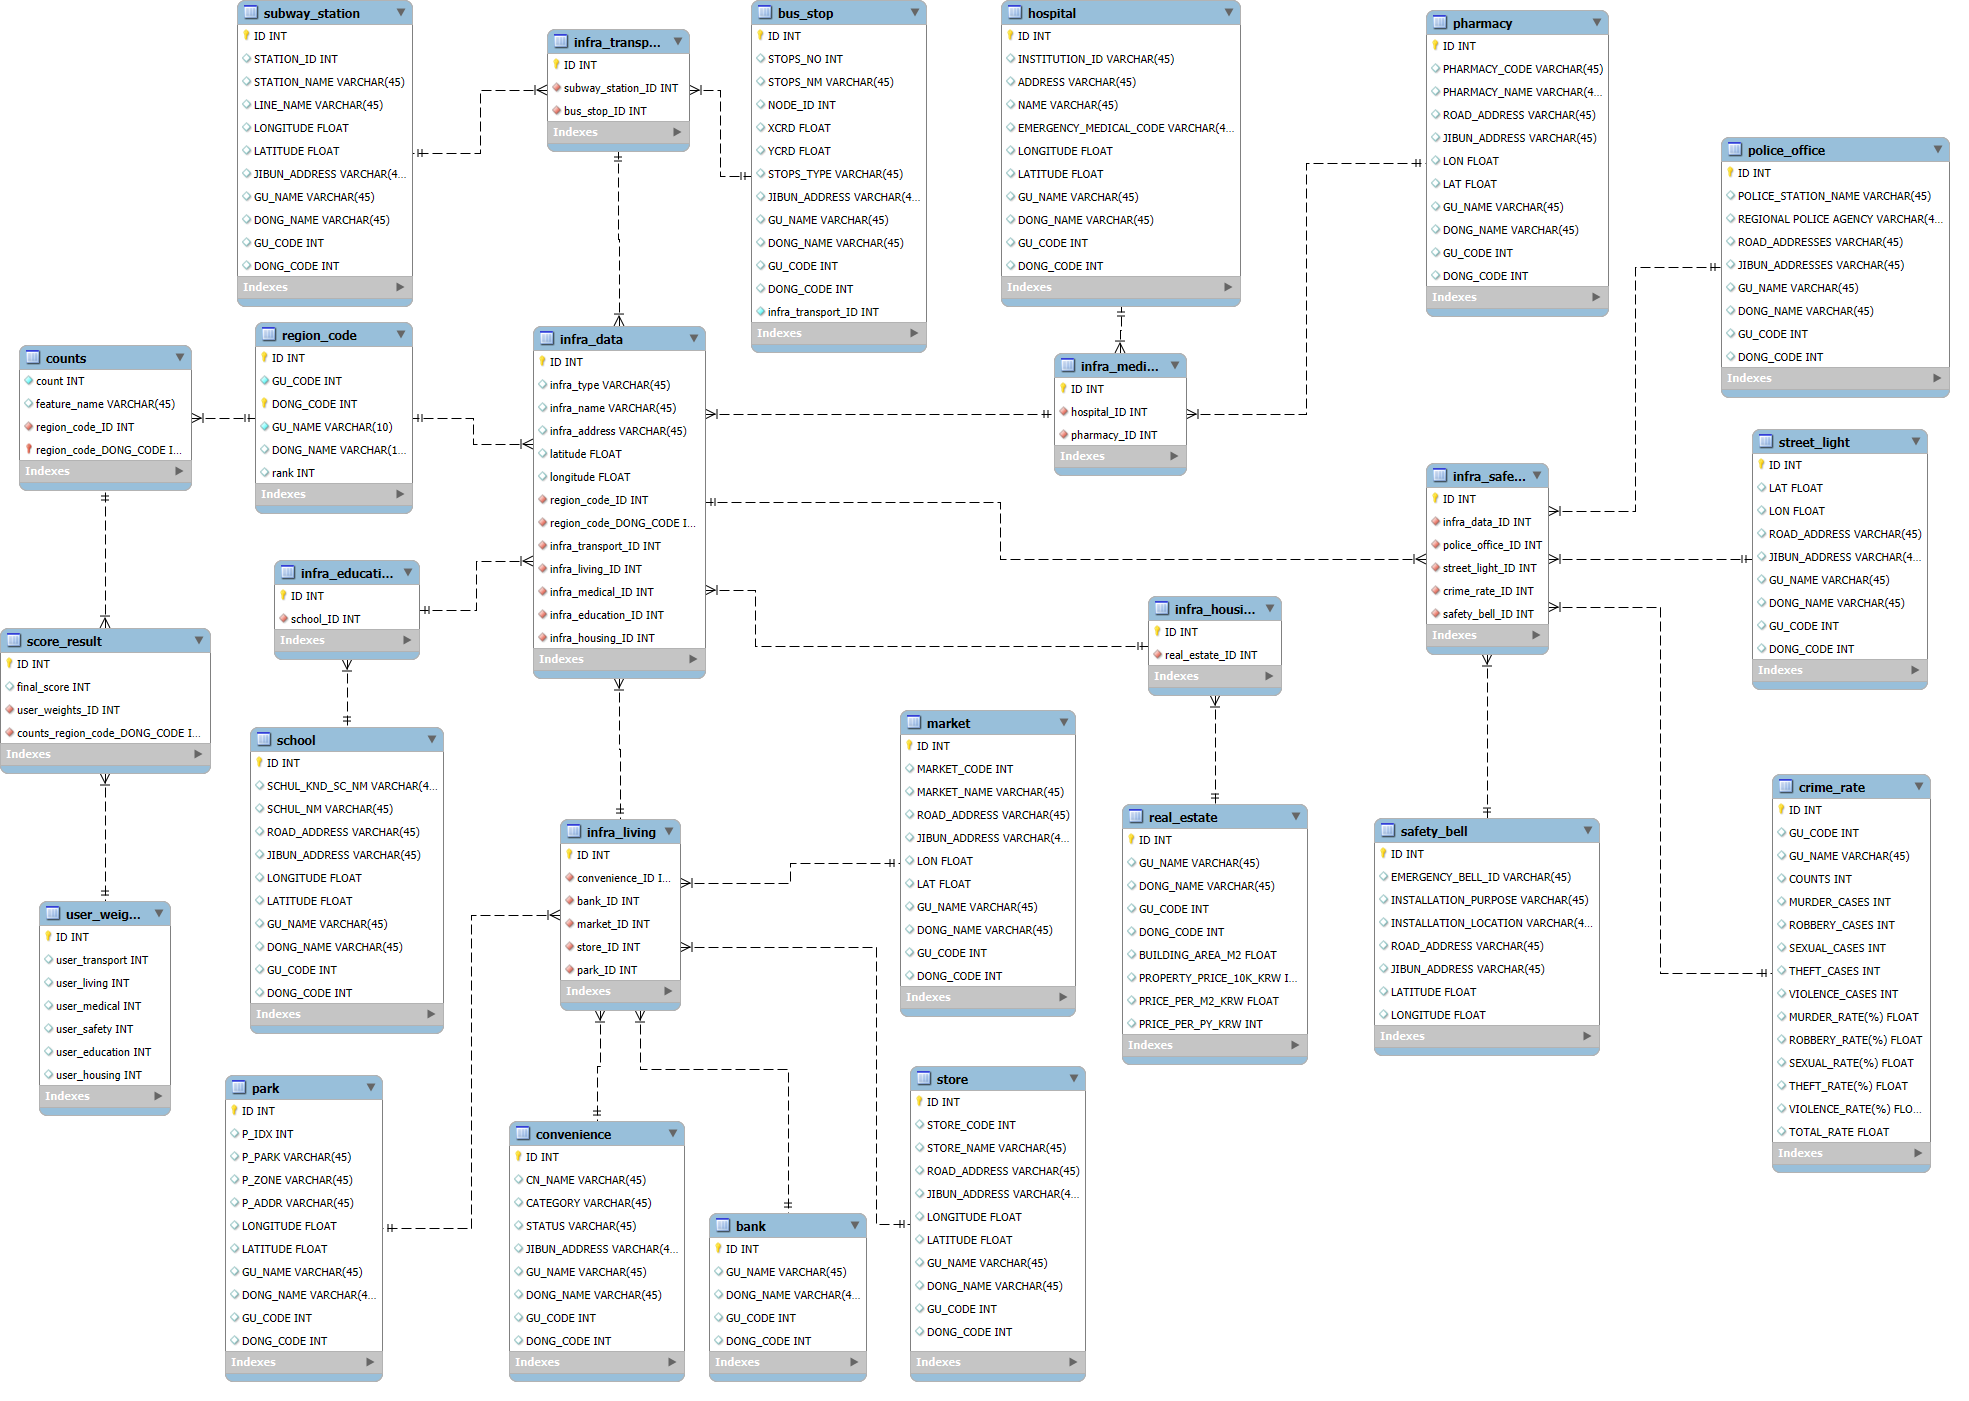 subway_station
ID INT
STATION_ID INT
STATION_NAME VARCHAR(45)
LINE_NAME VARCHAR(45)
LONGITUDE FLOAT
LATITUDE FLOAT
JIBUN_ADDRESS VARCHAR(4...
GU_NAME VARCHAR(45)
DONG_NAME VARCHAR(45)
GU_CODE INT
DONG_CODE INT
Indexes
infra_transp...
ID INT
subway_station_ID INT
bus_stop_ID INT
Indexes
bus_stop
ID INT
STOPS_NO INT
STOPS_NM VARCHAR(45)
NODE_ID INT
XCRD FLOAT
YCRD FLOAT
STOPS_TYPE VARCHAR(45)
JIBUN_ADDRESS VARCHAR(4...
GU_NAME VARCHAR(45)
DONG_NAME VARCHAR(45)
GU_CODE INT
DONG_CODE INT
infra_transport_ID INT
Indexes
hospital
ID INT
INSTITUTION_ID VARCHAR(45)
ADDRESS VARCHAR(45)
NAME VARCHAR(45)
EMERGENCY_MEDICAL_CODE VARCHAR(4...
LONGITUDE FLOAT
LATITUDE FLOAT
GU_NAME VARCHAR(45)
DONG_NAME VARCHAR(45)
GU_CODE INT
DONG_CODE INT
Indexes
pharmacy
ID INT
PHARMACY_CODE VARCHAR(45)
PHARMACY_NAME VARCHAR(4...
ROAD_ADDRESS VARCHAR(45)
JIBUN_ADDRESS VARCHAR(45)
LON FLOAT
LAT FLOAT
GU_NAME VARCHAR(45)
DONG_NAME VARCHAR(45)
GU_CODE INT
DONG_CODE INT
Indexes
police_office
ID INT
POLICE_STATION_NAME VARCHAR(45)
REGIONAL POLICE AGENCY VARCHAR(4...
ROAD_ADDRESSES VARCHAR(45)
JIBUN_ADDRESSES VARCHAR(45)
GU_NAME VARCHAR(45)
DONG_NAME VARCHAR(45)
GU_CODE INT
DONG_CODE INT
Indexes
counts
count INT
feature_name VARCHAR(45)
region_code_ID INT
region_code_DONG_CODE I...
Indexes
region_code
ID INT
GU_CODE INT
DONG_CODE INT
GU_NAME VARCHAR(10)
DONG_NAME VARCHAR(1...
rank INT
Indexes
infra_data
ID INT
infra_type VARCHAR(45)
infra_name VARCHAR(45)
infra_address VARCHAR(45)
latitude FLOAT
longitude FLOAT
region_code_ID INT
region_code_DONG_CODE I...
infra_transport_ID INT
infra_living_ID INT
infra_medical_ID INT
infra_education_ID INT
infra_housing_ID INT
Indexes
infra_medi...
ID INT
hospital_ID INT
pharmacy_ID INT
Indexes
infra_safe...
ID INT
infra_data_ID INT
police_office_ID INT
street_light_ID INT
crime_rate_ID INT
safety_bell_ID INT
Indexes
street_light
ID INT
LAT FLOAT
LON FLOAT
ROAD_ADDRESS VARCHAR(45)
JIBUN_ADDRESS VARCHAR(4...
GU_NAME VARCHAR(45)
DONG_NAME VARCHAR(45)
GU_CODE INT
DONG_CODE INT
Indexes
infra_educati...
ID INT
school_ID INT
Indexes
infra_housi...
ID INT
real_estate_ID INT
Indexes
score_result
ID INT
final_score INT
user_weights_ID INT
counts_region_code_DONG_CODE I...
Indexes
school
ID INT
SCHUL_KND_SC_NM VARCHAR(4...
SCHUL_NM VARCHAR(45)
ROAD_ADDRESS VARCHAR(45)
JIBUN_ADDRESS VARCHAR(45)
LONGITUDE FLOAT
LATITUDE FLOAT
GU_NAME VARCHAR(45)
DONG_NAME VARCHAR(45)
GU_CODE INT
DONG_CODE INT
Indexes
market
ID INT
MARKET_CODE INT
MARKET_NAME VARCHAR(45)
ROAD_ADDRESS VARCHAR(45)
JIBUN_ADDRESS VARCHAR(4...
LON FLOAT
LAT FLOAT
GU_NAME VARCHAR(45)
DONG_NAME VARCHAR(45)
GU_CODE INT
DONG_CODE INT
Indexes
infra_living
ID INT
convenience_ID I...
bank_ID INT
market_ID INT
store_ID INT
park_ID INT
Indexes
real_estate
ID INT
GU_NAME VARCHAR(45)
DONG_NAME VARCHAR(45)
GU_CODE INT
DONG_CODE INT
BUILDING_AREA_M2 FLOAT
PROPERTY_PRICE_10K_KRW I...
PRICE_PER_M2_KRW FLOAT
PRICE_PER_PY_KRW INT
Indexes
safety_bell
ID INT
EMERGENCY_BELL_ID VARCHAR(45)
INSTALLATION_PURPOSE VARCHAR(45)
INSTALLATION_LOCATION VARCHAR(4...
ROAD_ADDRESS VARCHAR(45)
JIBUN_ADDRESS VARCHAR(45)
LATITUDE FLOAT
LONGITUDE FLOAT
Indexes
crime_rate
ID INT
GU_CODE INT
GU_NAME VARCHAR(45)
COUNTS INT
MURDER_CASES INT
ROBBERY_CASES INT
SEXUAL_CASES INT
THEFT_CASES INT
VIOLENCE_CASES INT
MURDER_RATE(%) FLOAT
ROBBERY_RATE(%) FLOAT
SEXUAL_RATE(%) FLOAT
THEFT_RATE(%) FLOAT
VIOLENCE_RATE(%) FLO...
TOTAL_RATE FLOAT
Indexes
user_weig...
ID INT
user_transport INT
user_living INT
user_medical INT
user_safety INT
user_education INT
user_housing INT
Indexes
park
ID INT
P_IDX INT
P_PARK VARCHAR(45)
P_ZONE VARCHAR(45)
P_ADDR VARCHAR(45)
LONGITUDE FLOAT
LATITUDE FLOAT
GU_NAME VARCHAR(45)
DONG_NAME VARCHAR(4...
GU_CODE INT
DONG_CODE INT
Indexes
convenience
ID INT
CN_NAME VARCHAR(45)
CATEGORY VARCHAR(45)
STATUS VARCHAR(45)
JIBUN_ADDRESS VARCHAR(4...
GU_NAME VARCHAR(45)
DONG_NAME VARCHAR(45)
GU_CODE INT
DONG_CODE INT
Indexes
bank
ID INT
GU_NAME VARCHAR(45)
DONG_NAME VARCHAR(4...
GU_CODE INT
DONG_CODE INT
Indexes
store
ID INT
STORE_CODE INT
STORE_NAME VARCHAR(45)
ROAD_ADDRESS VARCHAR(45)
JIBUN_ADDRESS VARCHAR(4...
LONGITUDE FLOAT
LATITUDE FLOAT
GU_NAME VARCHAR(45)
DONG_NAME VARCHAR(45)
GU_CODE INT
DONG_CODE INT
Indexes